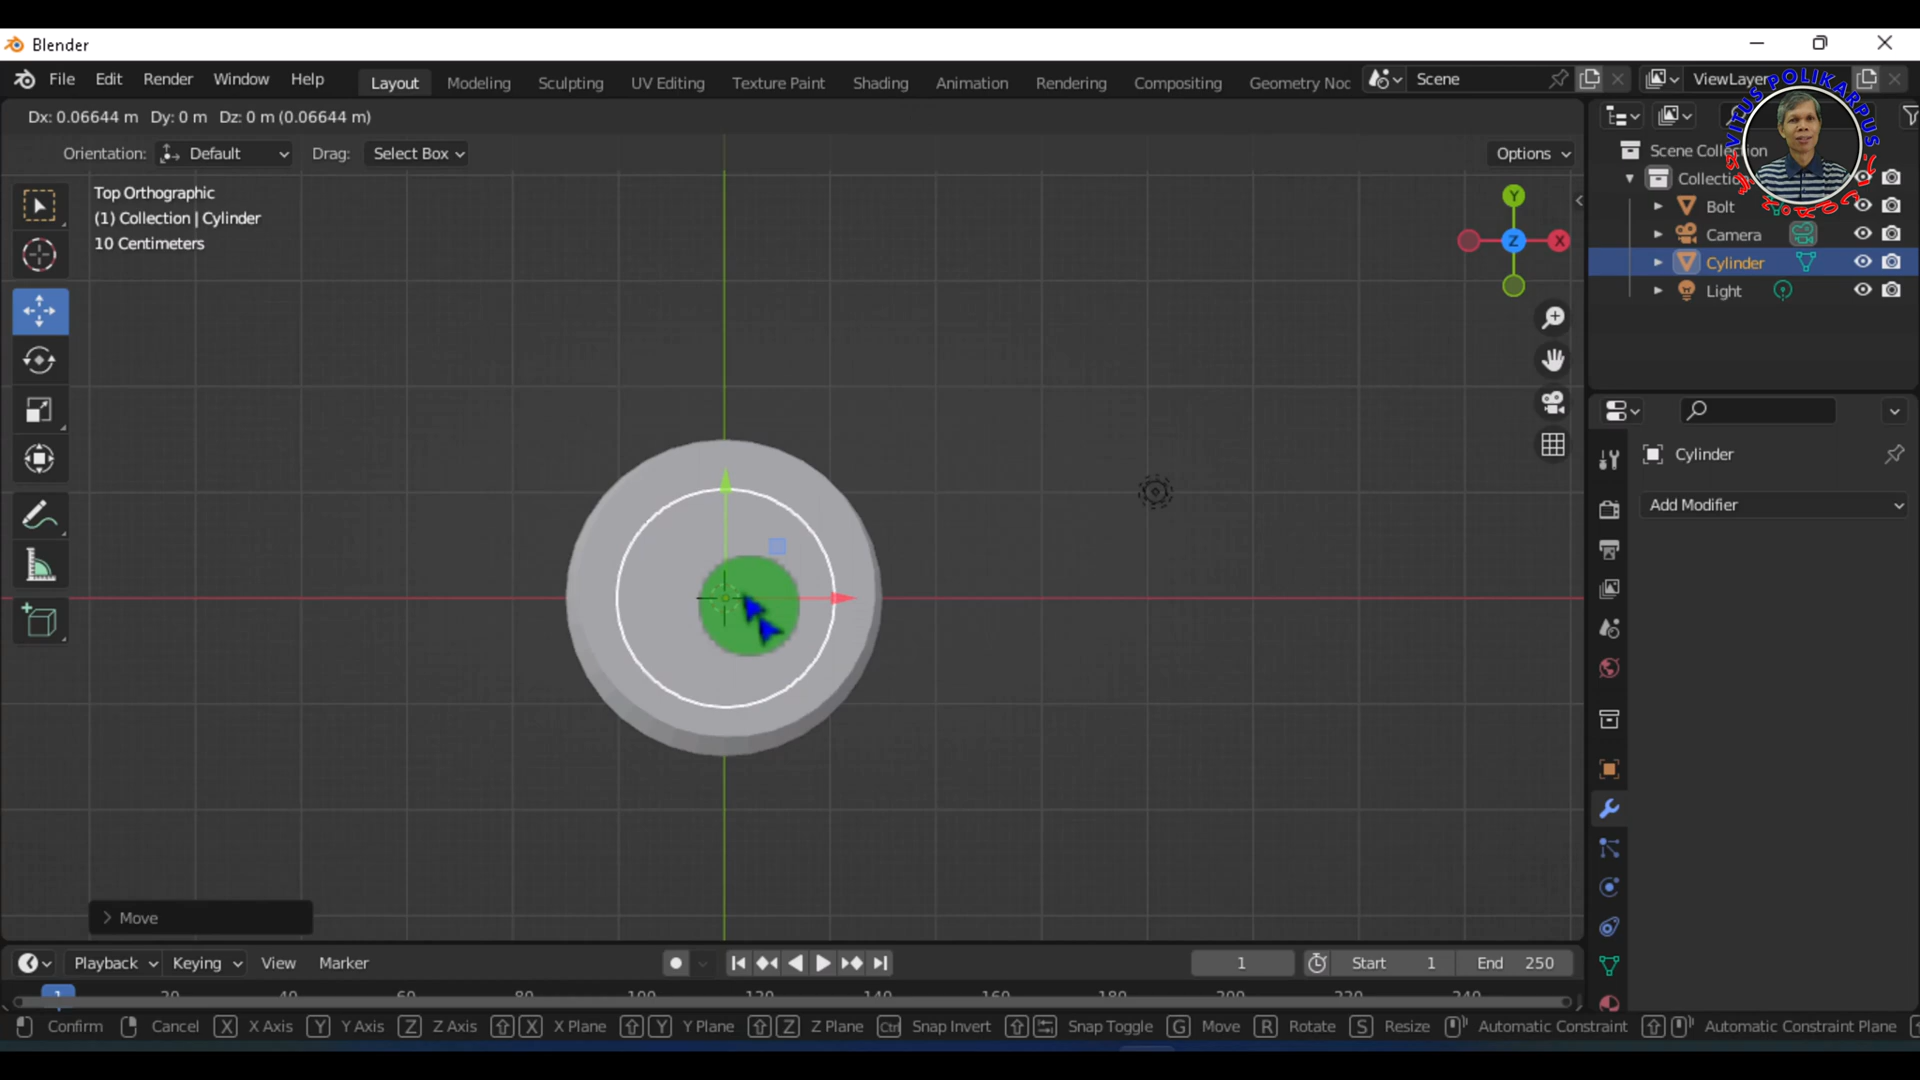 Blender
File Edit Render Window Help Layout Modeling Sculpting UV Editing Texture Paint Shading Animation Rendering Compositing Geometry Noc Scene ViewLayer
VITUS POLIKARPUS
Dx: 0.06644 m Dy: 0 m Dz: 0 m (0.06644 m)
Orientation: Default Drag: Select Box Options
Scene Collection
Top Orthographic
(1) Collection | Cylinder
10 Centimeters
Y
Z X
Bolt
Camera
Cylinder
Light
Cylinder
Add Modifier
Move
Playback Keying View Marker 1 Start 1 End 250
1 20 40 60 80 100 120 140 160 180 200 220 240
Confirm Cancel X X Axis Y Y Axis Z Z Axis X X Plane Y Y Plane Z Z Plane Ctrl Snap Invert Snap Toggle G Move R Rotate S Resize Automatic Constraint Automatic Constraint Plane